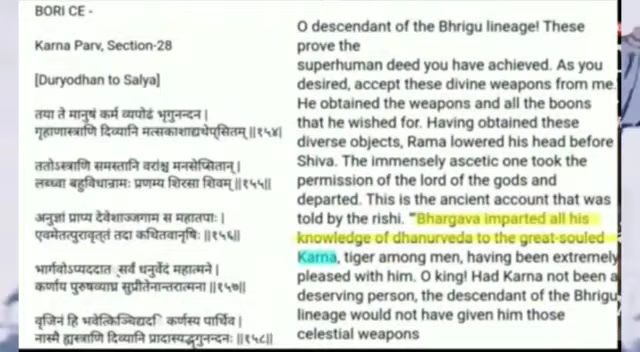 BORI CE -
Karna Parv, Section-28
[Duryodhan to Salya]
तया ते मानुषं कर्म व्यपोढं भृगुनन्दन |
गृहाणास्त्राणि दिव्यानि मत्सकाशाद्यथेप्सितम् ||१५४|
ततोऽस्त्राणि समस्तानि वरांश्च मनसेप्सितान् |
लब्ध्वा बहुविधान्रामः प्रणम्य शिरसा शिवम् ||१५५||
अनुज्ञां प्राप्य देवेशाज्जगाम स महातपाः |
एवमेतत्पुरावृत्तं तदा कथितवानृषिः ||१५६||
भार्गवोऽप्यददात्सर्वं धनुर्वेदं महात्मने |
कर्णाय पुरुषव्याघ्र सुप्रीतेनान्तरात्मना ||१५७||
वृजिनं हि भवेत्किञ्चिद्यदि कर्णस्य पार्थिव |
नास्मै ह्यस्त्राणि दिव्यानि प्रादास्यद्भृगुनन्दनः ||१५८||
O descendant of the Bhrigu lineage! These
prove the
superhuman deed you have achieved. As you
desired, accept these divine weapons from me.
He obtained the weapons and all the boons
that he wished for. Having obtained these
diverse objects, Rama lowered his head before
Shiva. The immensely ascetic one took the
permission of the lord of the gods and
departed. This is the ancient account that was
told by the rishi. "Bhargava imparted all his
knowledge of dhanurveda to the great-souled
Karna, tiger among men, having been extremely
pleased with him. O king! Had Karna not been a
deserving person, the descendant of the Bhrigu
lineage would not have given him those
celestial weapons